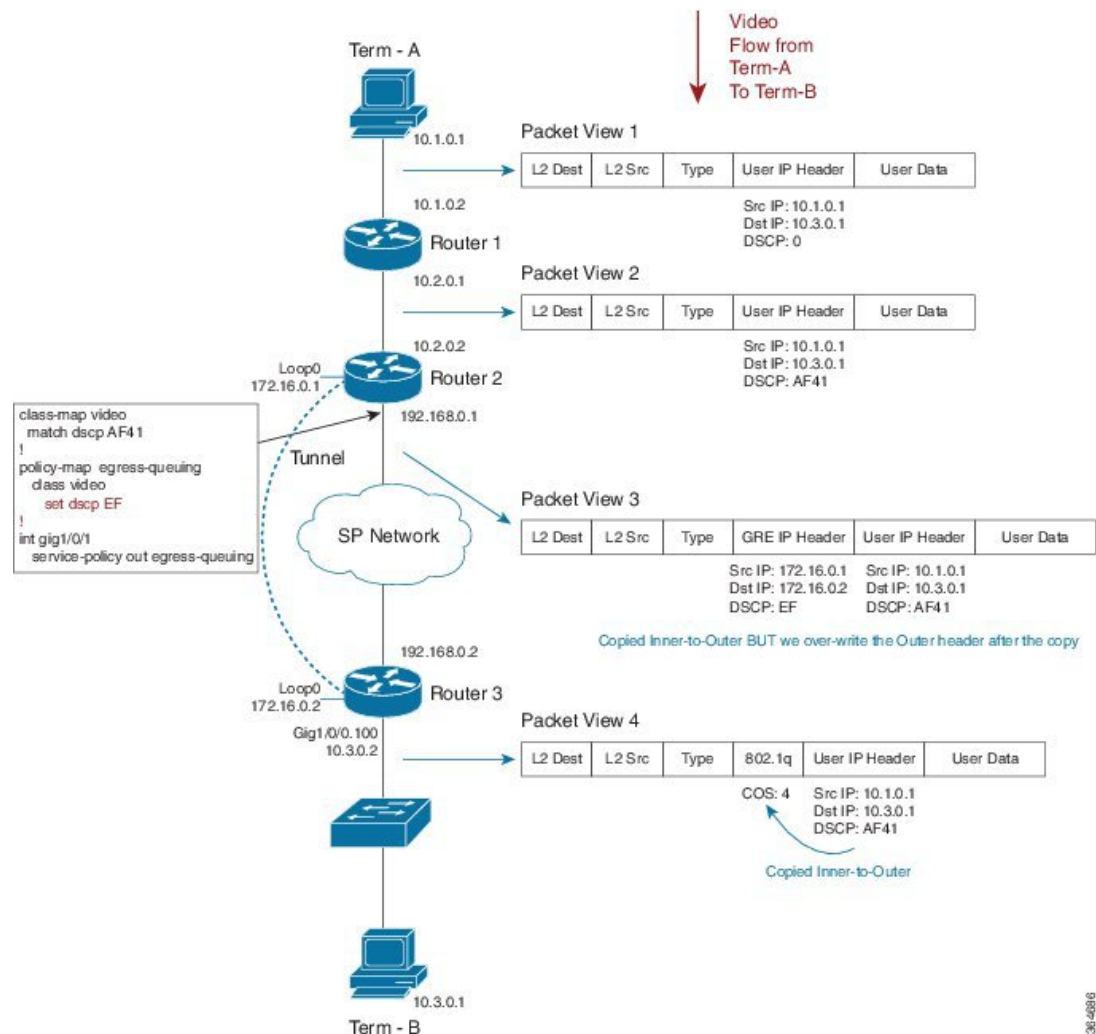 Video
Flow from
Term-A
To Term-B
Term - A
10.1.0.1
Packet View 1
L2 Dest L2 Src Type User IP Header User Data
Src IP: 10.1.0.1
Dst IP: 10.3.0.1
DSCP: 0
10.1.0.2
Router 1
10.2.0.1
Packet View 2
L2 Dest L2 Src Type User IP Header User Data
Src IP: 10.1.0.1
Dst IP: 10.3.0.1
DSCP: AF41
10.2.0.2
Loop0
172.16.0.1
Router 2
192.168.0.1
class-map video
match dscp AF41
!
policy-map egress-queuing
class video
set dscp EF
!
int gig1/0/1
service-policy out egress-queuing
Tunnel
SP Network
Packet View 3
L2 Dest L2 Src Type GRE IP Header User IP Header User Data
Src IP: 172.16.0.1
Dst IP: 172.16.0.2
DSCP: EF
Src IP: 10.1.0.1
Dst IP: 10.3.0.1
DSCP: AF41
Copied Inner-to-Outer BUT we over-write the Outer header after the copy
192.168.0.2
Loop0
172.16.0.2
Router 3
Gig1/0/0.100
10.3.0.2
Packet View 4
L2 Dest L2 Src Type 802.1q User IP Header User Data
COS: 4
Src IP: 10.1.0.1
Dst IP: 10.3.0.1
DSCP: AF41
Copied Inner-to-Outer
10.3.0.1
Term - B
364686